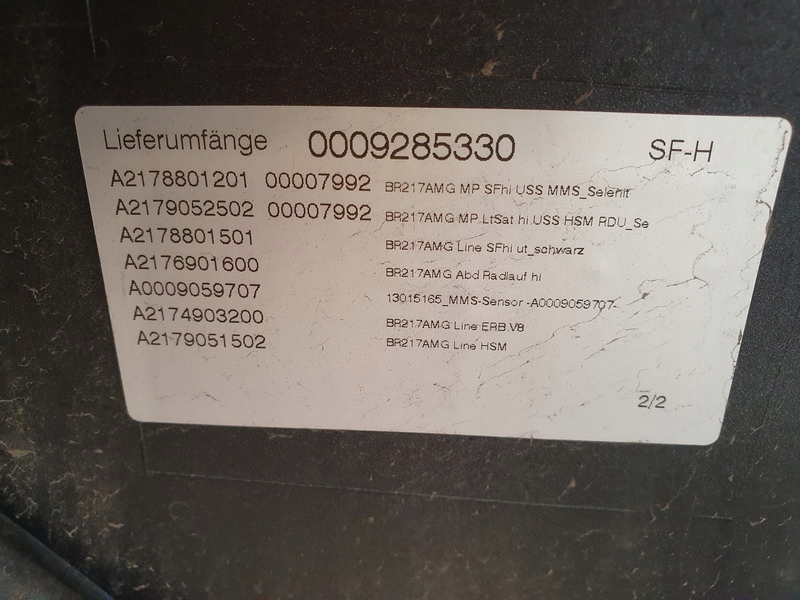 Lieferumfänge 0009285330 SF-H
A2178801201 00007992 BR217AMG MP SFhi USS MMS_Selenit
A2179052502 00007992 BR217AMG MP LtSat hi USS HSM RDU_Se
A2178801501 BR217AMG Line SFhi ut_schwarz
A2176901600 BR217AMG Abd Radlauf hi
A0009059707 13015165_MMS-Sensor -A0009059707-
A2174903200 BR217AMG Line ERB V8
A2179051502 BR217AMG Line HSM
2/2